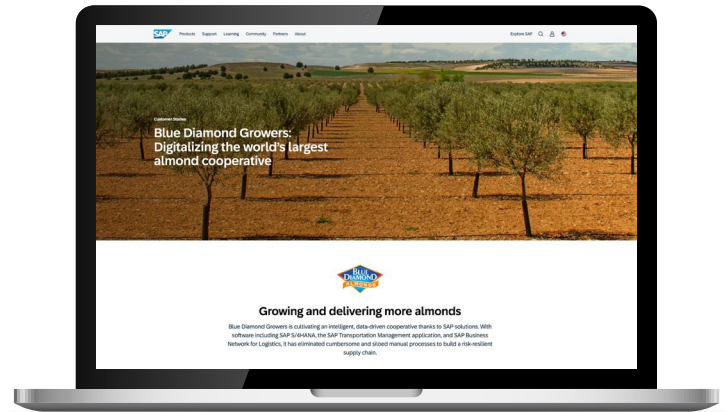 SAP
Products Support Learning Community Partners About
Explore SAP
Customer Stories
Blue Diamond Growers:
Digitalizing the world's largest
almond cooperative
BLUE
DIAMOND
ALMONDS
Growing and delivering more almonds
Blue Diamond Growers is cultivating an intelligent, data-driven cooperative thanks to SAP solutions. With
software including SAP S/4HANA, the SAP Transportation Management application, and SAP Business
Network for Logistics, it has eliminated cumbersome and siloed manual processes to build a risk-resilient
supply chain.